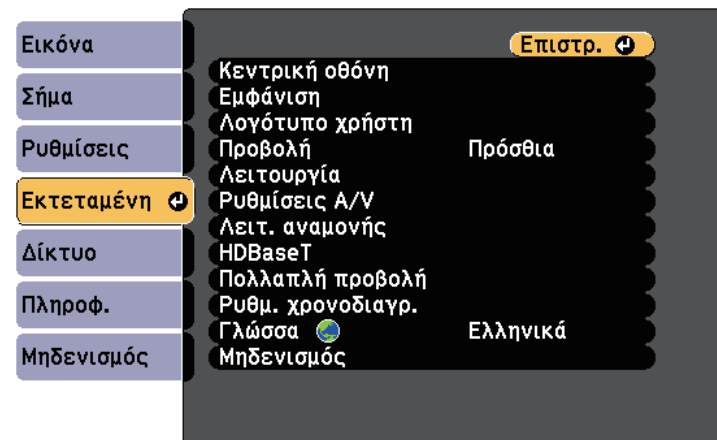 Εικόνα
Σήμα
Ρυθμίσεις
Εκτεταμένη
Δίκτυο
Πληροφ.
Μηδενισμός
Επιστρ.
Κεντρική οθόνη
Εμφάνιση
Λογότυπο χρήστη
Προβολή Πρόσθια
Λειτουργία
Ρυθμίσεις A/V
Λειτ. αναμονής
HDBaseT
Πολλαπλή προβολή
Ρυθμ. χρονοδιαγρ.
Γλώσσα Ελληνικά
Μηδενισμός